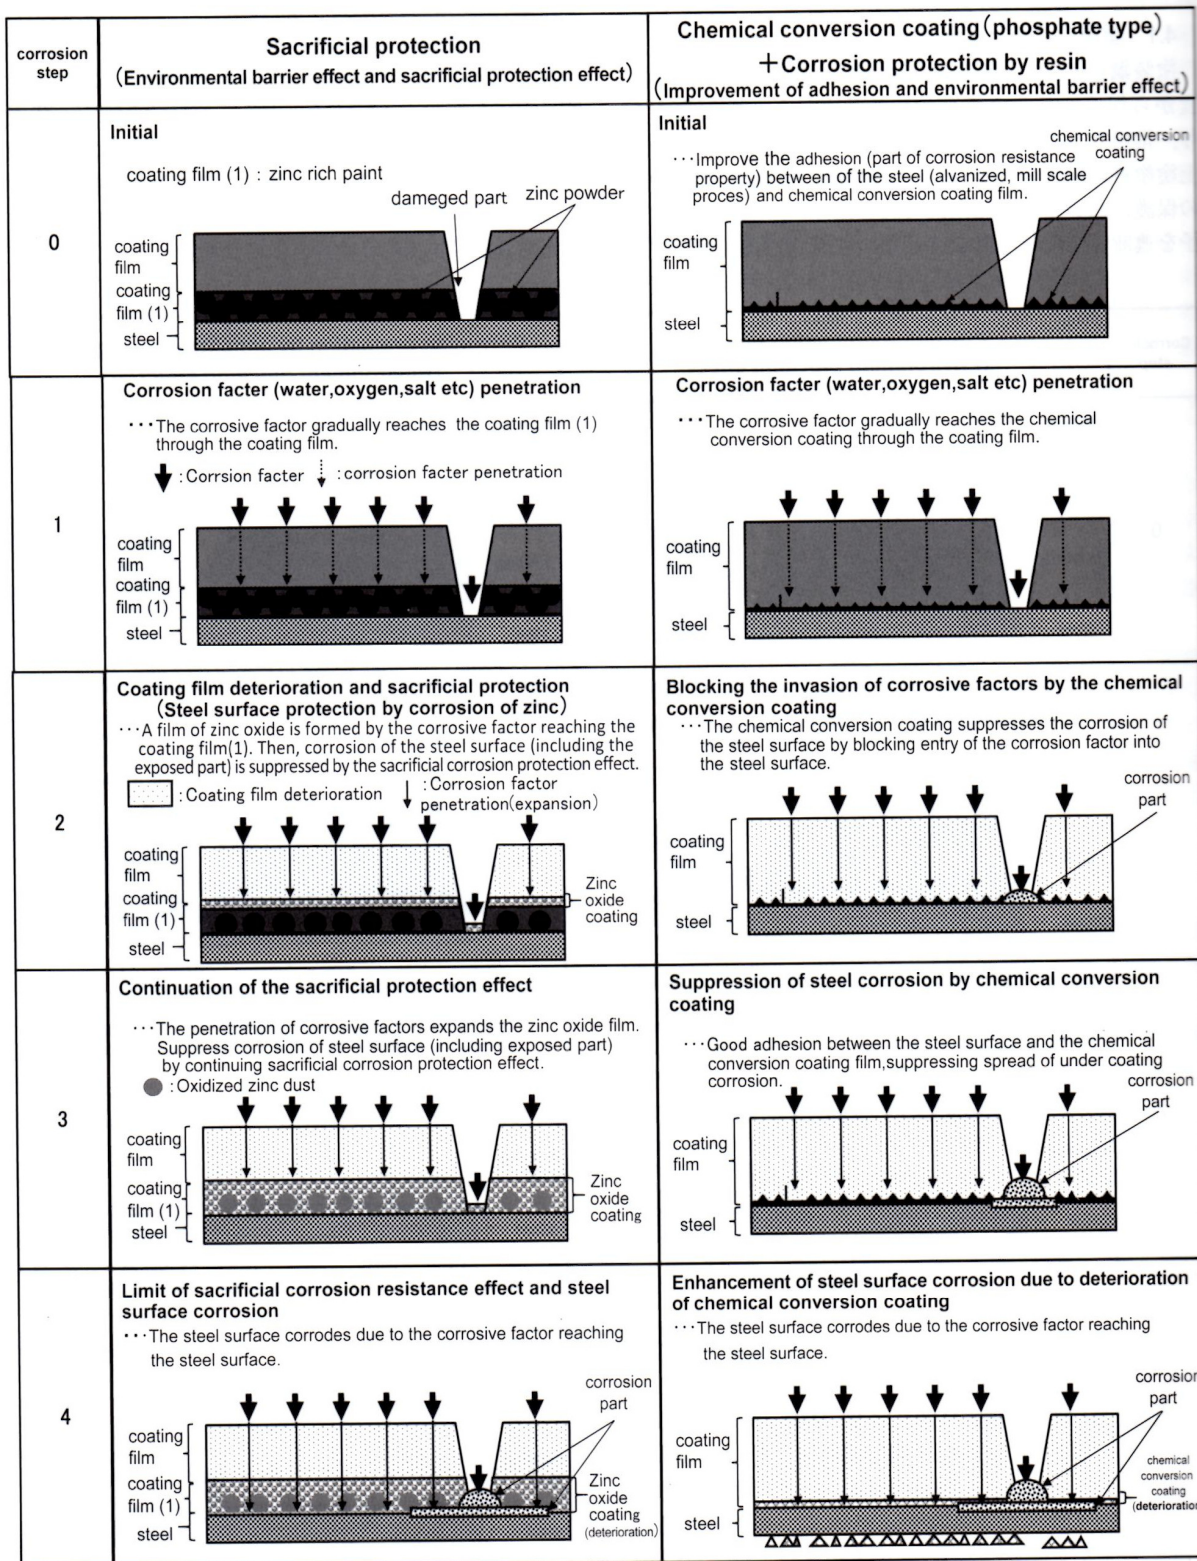 corrosion
step
Sacrificial protection
(Environmental barrier effect and sacrificial protection effect)
Chemical conversion coating (phosphate type)
+Corrosion protection by resin
(Improvement of adhesion and environmental barrier effect)
0
Initial
coating film (1) : zinc rich paint
dameged part
zinc powder
coating
film
coating
film (1)
steel
Initial
chemical conversion
coating
···Improve the adhesion (part of corrosion resistance
property) between of the steel (alvanized, mill scale
proces) and chemical conversion coating film.
coating
film
steel
1
Corrosion facter (water,oxygen,salt etc) penetration
···The corrosive factor gradually reaches the coating film (1)
through the coating film.
:Corrsion facter
:corrosion facter penetration
coating
film
coating
film (1)
steel
Corrosion facter (water,oxygen,salt etc) penetration
···The corrosive factor gradually reaches the chemical
conversion coating through the coating film.
coating
film
steel
2
Coating film deterioration and sacrificial protection
(Steel surface protection by corrosion of zinc)
···A film of zinc oxide is formed by the corrosive factor reaching the
coating film(1). Then, corrosion of the steel surface (including the
exposed part) is suppressed by the sacrificial corrosion protection effect.
:Coating film deterioration
:Corrosion factor
penetration(expansion)
coating
film
coating
film (1)
steel
Zinc
oxide
coating
Blocking the invasion of corrosive factors by the chemical
conversion coating
···The chemical conversion coating suppresses the corrosion of
the steel surface by blocking entry of the corrosion factor into
the steel surface.
corrosion
part
coating
film
steel
3
Continuation of the sacrificial protection effect
···The penetration of corrosive factors expands the zinc oxide film.
Suppress corrosion of steel surface (including exposed part)
by continuing sacrificial corrosion protection effect.
:Oxidized zinc dust
coating
film
coating
film (1)
steel
Zinc
oxide
coating
Suppression of steel corrosion by chemical conversion
coating
···Good adhesion between the steel surface and the chemical
conversion coating film,suppressing spread of under coating
corrosion.
corrosion
part
coating
film
steel
4
Limit of sacrificial corrosion resistance effect and steel
surface corrosion
···The steel surface corrodes due to the corrosive factor reaching
the steel surface.
corrosion
part
coating
film
coating
film (1)
steel
Zinc
oxide
coating
(deterioration)
Enhancement of steel surface corrosion due to deterioration
of chemical conversion coating
···The steel surface corrodes due to the corrosive factor reaching
the steel surface.
corrosion
part
coating
film
steel
chemical
conversion
coating
(deterioration